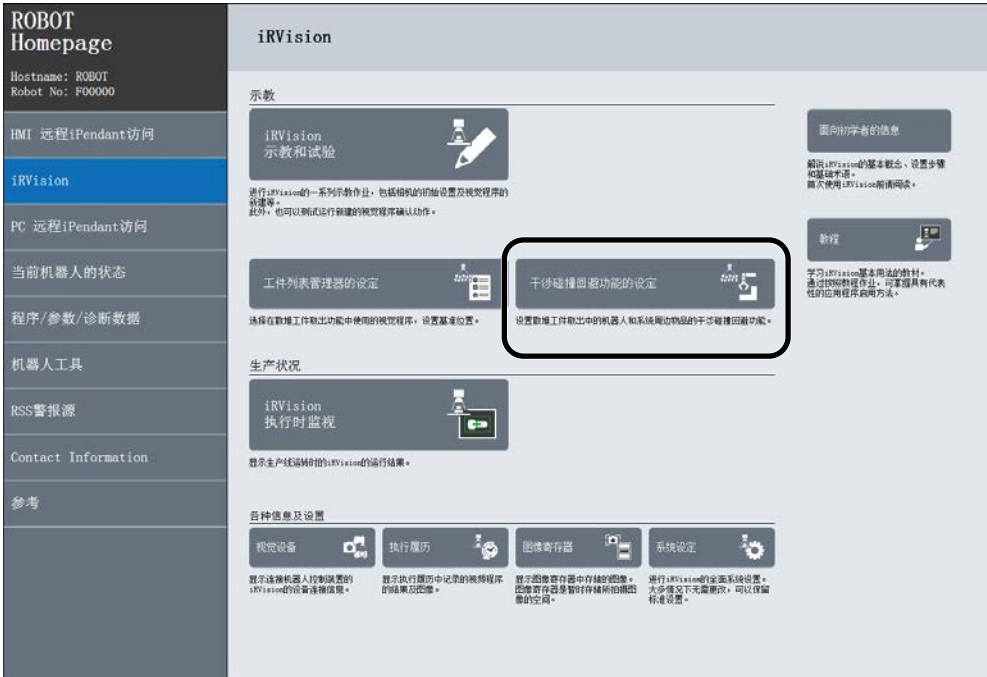 ROBOT
Homepage
Hostname: ROBOT
Robot No: F00000
HMI 远程iPendant访问
iRVision
PC 远程iPendant访问
当前机器人的状态
程序/参数/诊断数据
机器人工具
RSS警报源
Contact Information
参考
iRVision
示教
iRVision
示教和试验
进行iRVision的一系列示教作业，包括相机的初始设置及视觉程序的
新建等。
此外，也可以测试运行新建的视觉程序确认动作。
工件列表管理器的设定
选择在散堆工件取出功能中使用的视觉程序，设置基准位置。
干涉碰撞回避功能的设定
设置散堆工件取出中的机器人和系统周边物品的干涉碰撞回避功能。
生产状况
iRVision
执行时监视
显示生产线运转时的iRVision的运行结果。
各种信息及设置
视觉设备
显示连接机器人控制装置的
iRVision的设备连接信息。
执行履历
显示执行履历中记录的视频程序
的结果及图像。
图像寄存器
显示图像寄存器中存储的图像。
图像寄存器是暂时存储所拍摄图
像的空间。
系统设定
进行iRVision的全面系统设置。
大多情况下无需更改，可以保留
标准设置。
面向初学者的信息
解说iRVision的基本概念、设置步骤
和基础术语。
首次使用iRVision前请阅读。
教程
学习iRVision基本用法的教材。
通过按照教程作业，可掌握具有代表
性的应用程序启用方法。